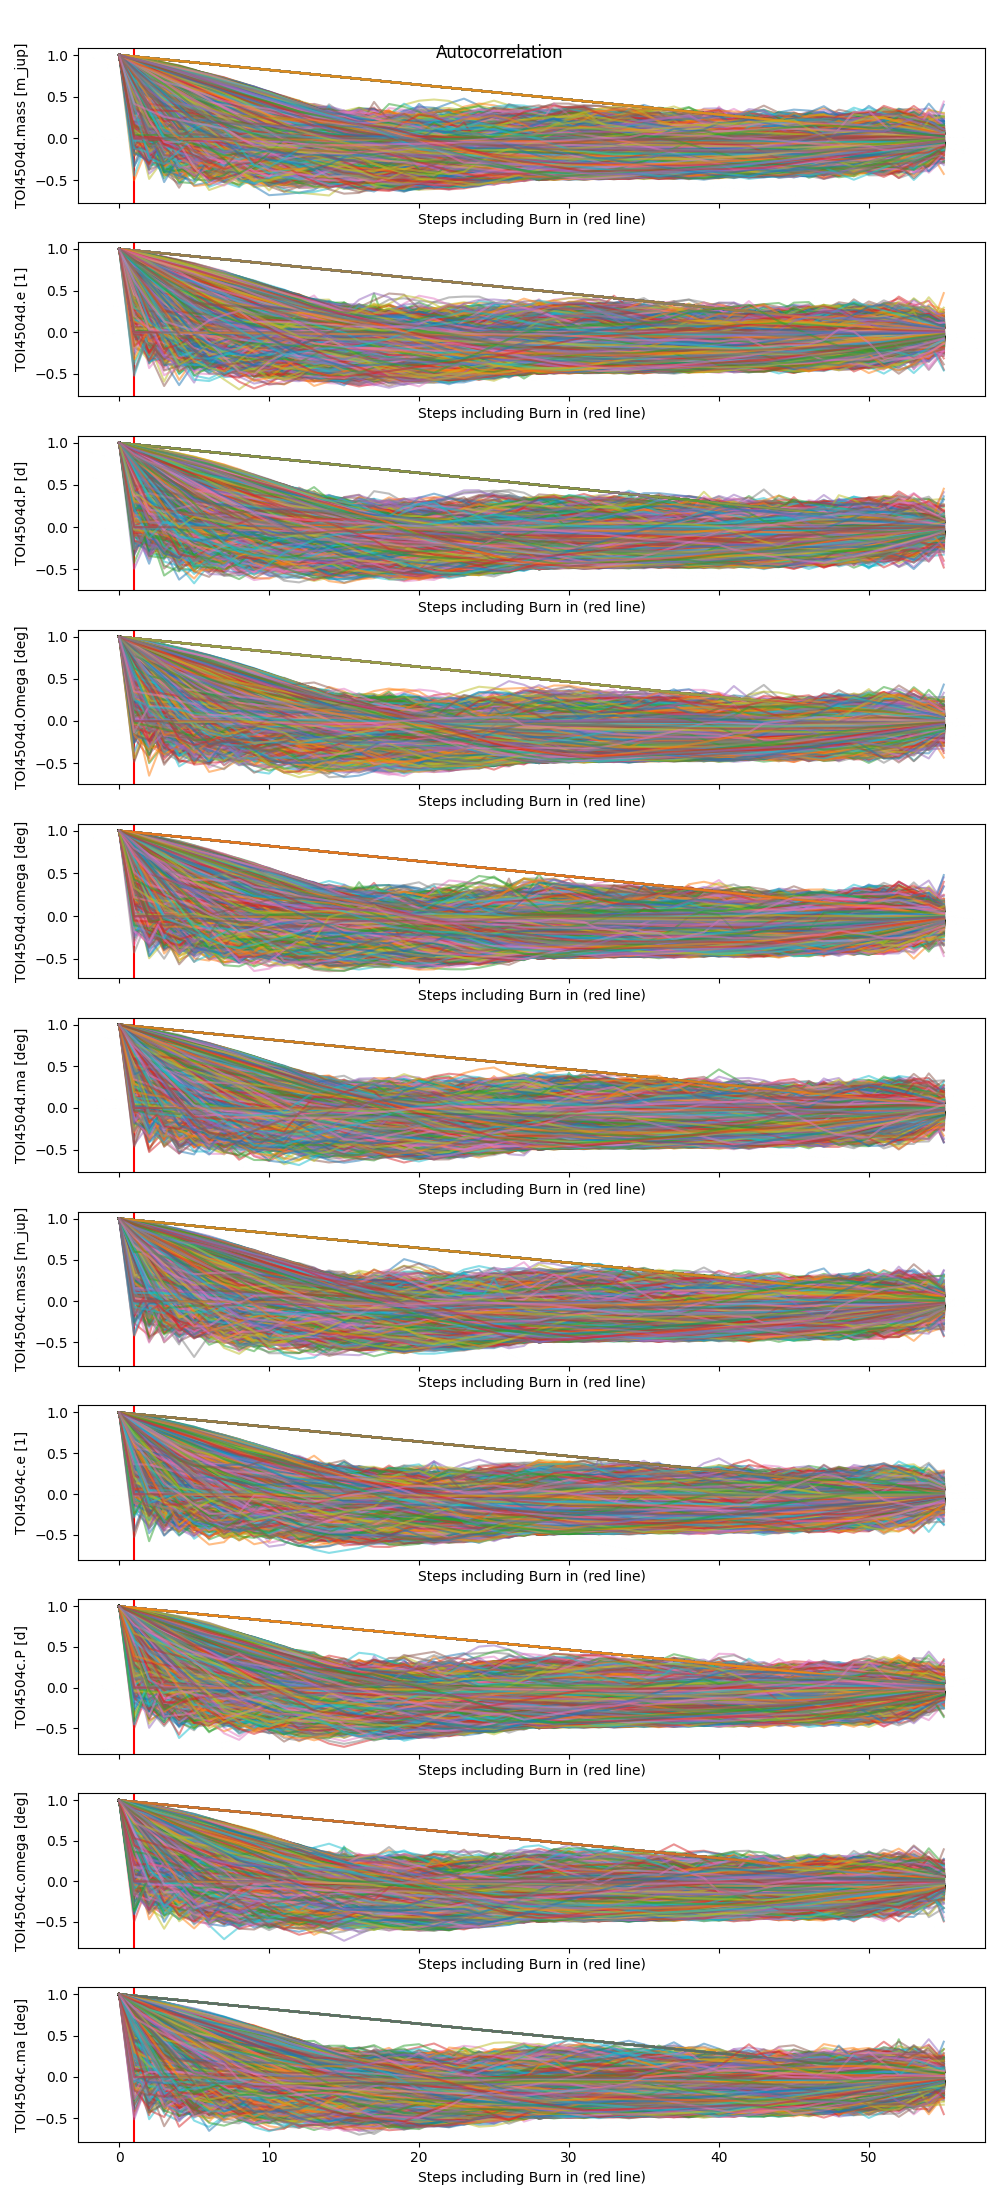 Autocorrelation
TOI4504d.mass [m_jup]
1.0
0.5
0.0
−0.5
Steps including Burn in (red line)
TOI4504d.e [1]
1.0
0.5
0.0
−0.5
Steps including Burn in (red line)
TOI4504d.P [d]
1.0
0.5
0.0
−0.5
Steps including Burn in (red line)
TOI4504d.Omega [deg]
1.0
0.5
0.0
−0.5
Steps including Burn in (red line)
TOI4504d.omega [deg]
1.0
0.5
0.0
−0.5
Steps including Burn in (red line)
TOI4504d.ma [deg]
1.0
0.5
0.0
−0.5
Steps including Burn in (red line)
TOI4504c.mass [m_jup]
1.0
0.5
0.0
−0.5
Steps including Burn in (red line)
TOI4504c.e [1]
1.0
0.5
0.0
−0.5
Steps including Burn in (red line)
TOI4504c.P [d]
1.0
0.5
0.0
−0.5
Steps including Burn in (red line)
TOI4504c.omega [deg]
1.0
0.5
0.0
−0.5
Steps including Burn in (red line)
TOI4504c.ma [deg]
1.0
0.5
0.0
−0.5
0 10 20 30 40 50
Steps including Burn in (red line)